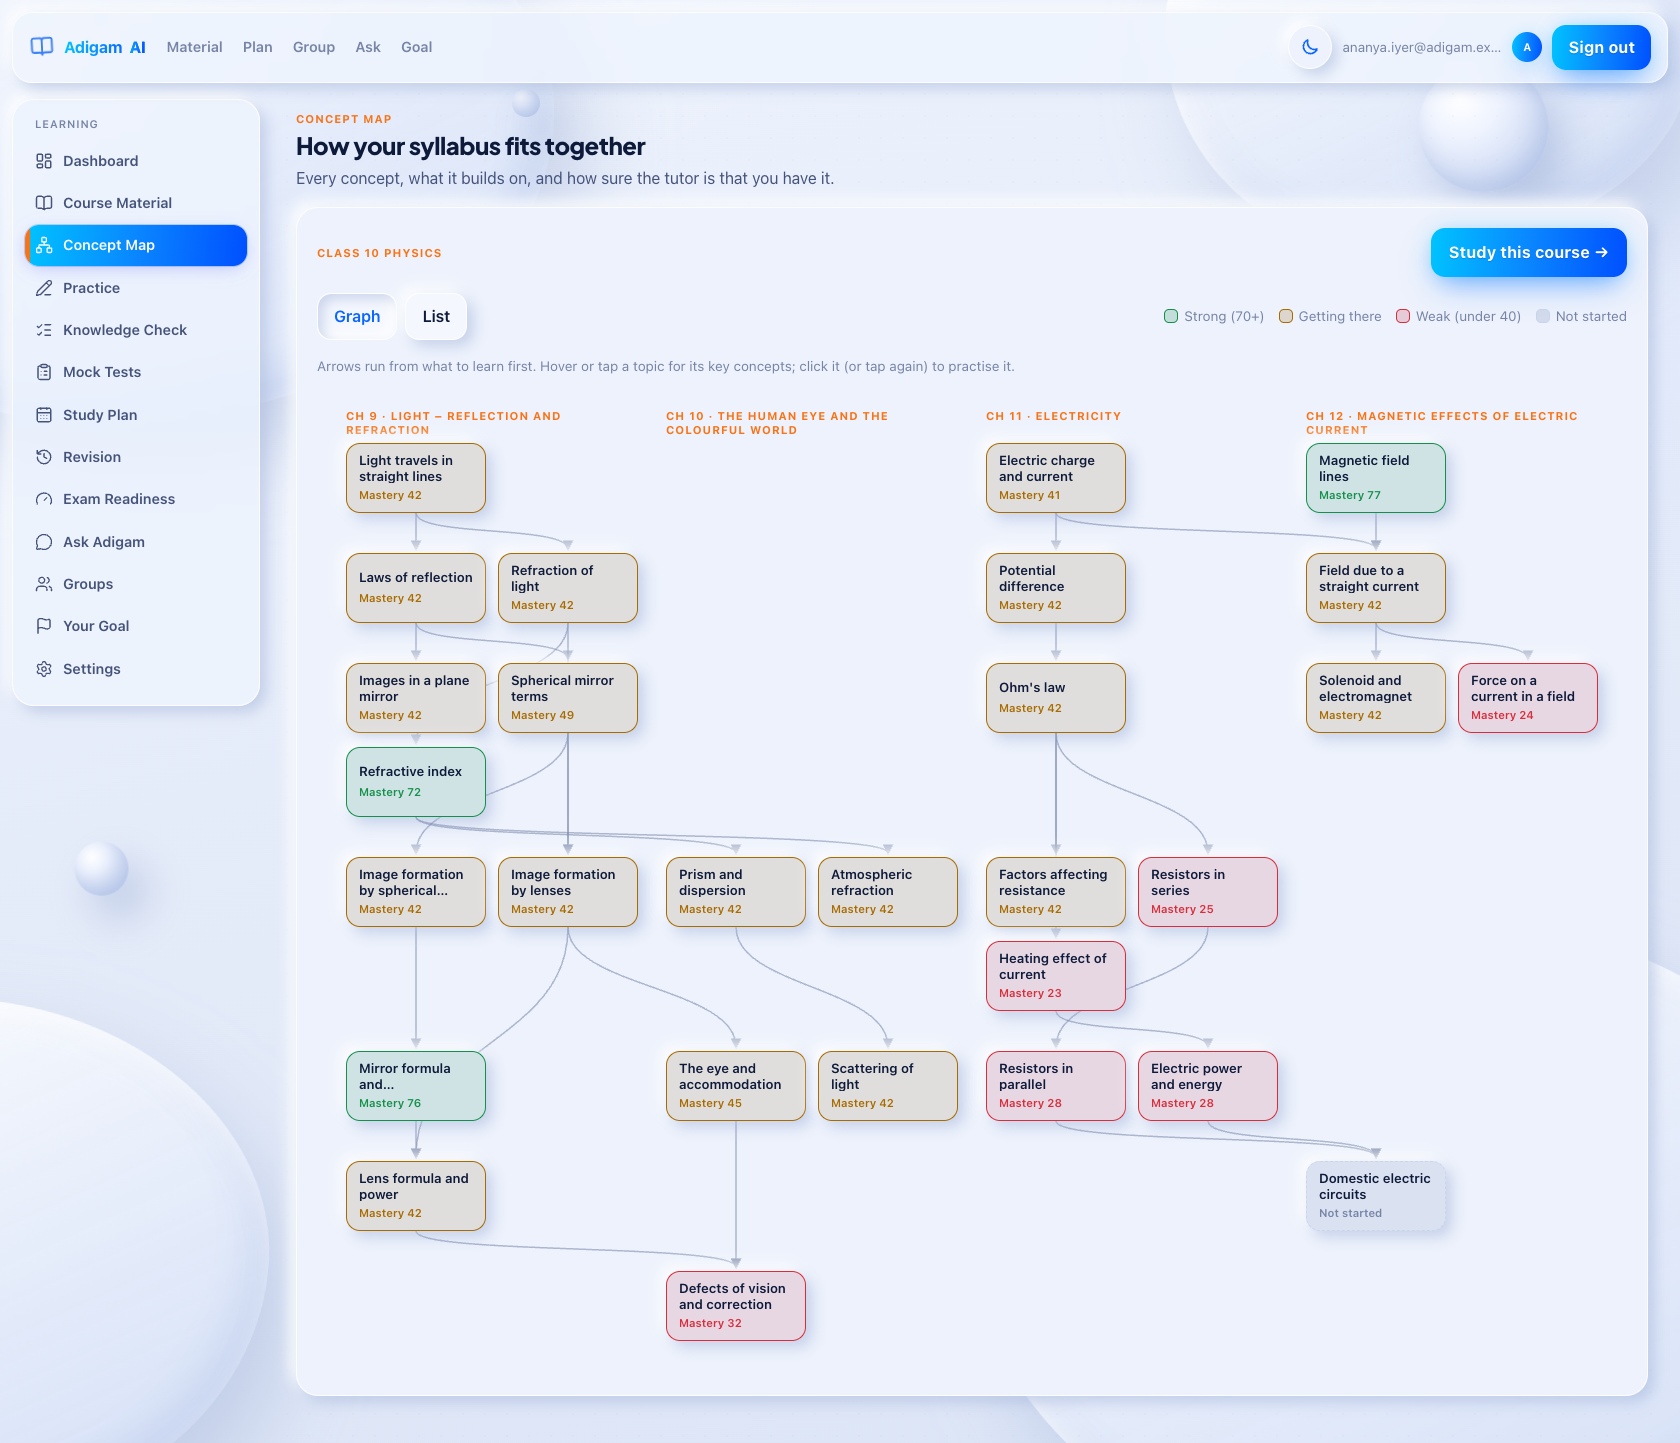 Adigam AI
Material
Plan
Group
Ask
Goal
ananya.iyer@adigam.ex...
A
Sign out
LEARNING
Dashboard
Course Material
Concept Map
Practice
Knowledge Check
Mock Tests
Study Plan
Revision
Exam Readiness
Ask Adigam
Groups
Your Goal
Settings
CONCEPT MAP
How your syllabus fits together
Every concept, what it builds on, and how sure the tutor is that you have it.
CLASS 10 PHYSICS
Study this course →
Graph
List
Strong (70+)
Getting there
Weak (under 40)
Not started
Arrows run from what to learn first. Hover or tap a topic for its key concepts; click it (or tap again) to practise it.
CH 9 · LIGHT – REFLECTION AND
REFRACTION
CH 10 · THE HUMAN EYE AND THE
COLOURFUL WORLD
CH 11 · ELECTRICITY
CH 12 · MAGNETIC EFFECTS OF ELECTRIC
CURRENT
Light travels in
straight lines
Mastery 42
Electric charge
and current
Mastery 41
Magnetic field
lines
Mastery 77
Laws of reflection
Mastery 42
Refraction of
light
Mastery 42
Potential
difference
Mastery 42
Field due to a
straight current
Mastery 42
Images in a plane
mirror
Mastery 42
Spherical mirror
terms
Mastery 49
Ohm's law
Mastery 42
Solenoid and
electromagnet
Mastery 42
Force on a
current in a field
Mastery 24
Refractive index
Mastery 72
Image formation
by spherical...
Mastery 42
Image formation
by lenses
Mastery 42
Prism and
dispersion
Mastery 42
Atmospheric
refraction
Mastery 42
Factors affecting
resistance
Mastery 42
Resistors in
series
Mastery 25
Heating effect of
current
Mastery 23
Mirror formula
and...
Mastery 76
The eye and
accommodation
Mastery 45
Scattering of
light
Mastery 42
Resistors in
parallel
Mastery 28
Electric power
and energy
Mastery 28
Lens formula and
power
Mastery 42
Domestic electric
circuits
Not started
Defects of vision
and correction
Mastery 32